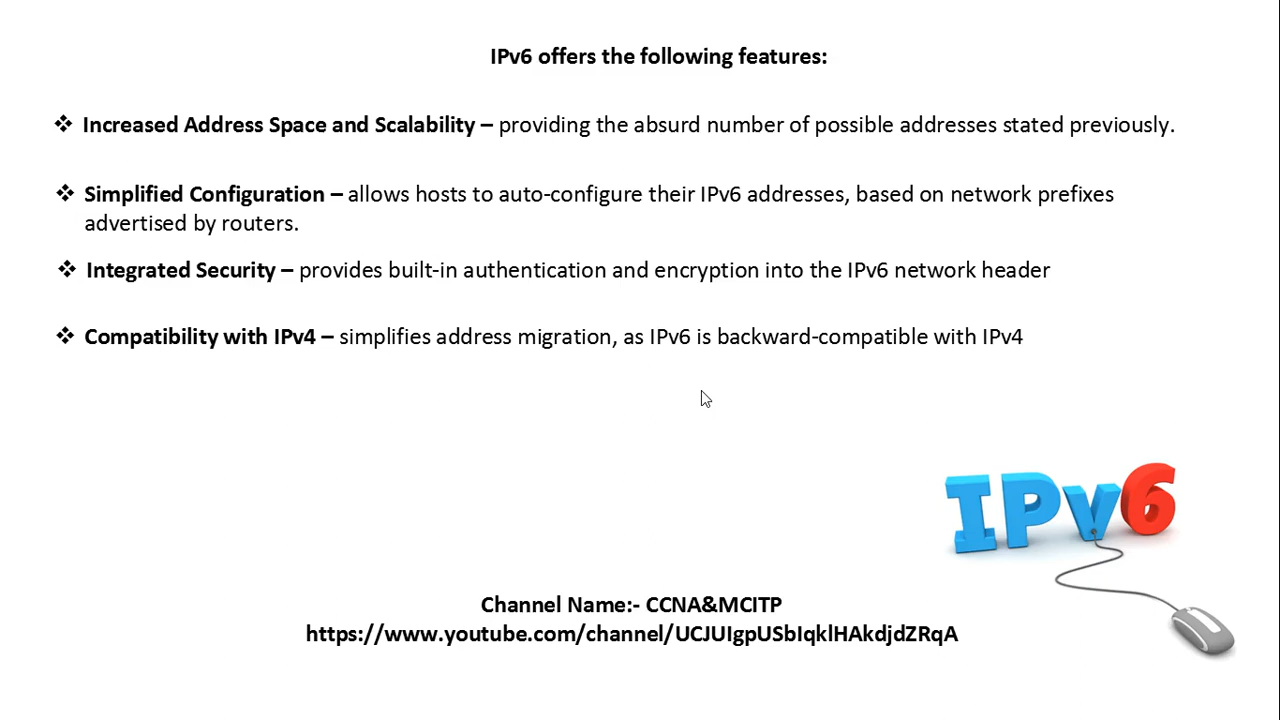 IPv6 offers the following features:
❖ Increased Address Space and Scalability – providing the absurd number of possible addresses stated previously.
❖ Simplified Configuration – allows hosts to auto-configure their IPv6 addresses, based on network prefixes
advertised by routers.
❖ Integrated Security – provides built-in authentication and encryption into the IPv6 network header
❖ Compatibility with IPv4 – simplifies address migration, as IPv6 is backward-compatible with IPv4
IPv6
Channel Name:- CCNA&MCITP
https://www.youtube.com/channel/UCJUIgpUSbIqklHAkdjdZRqA